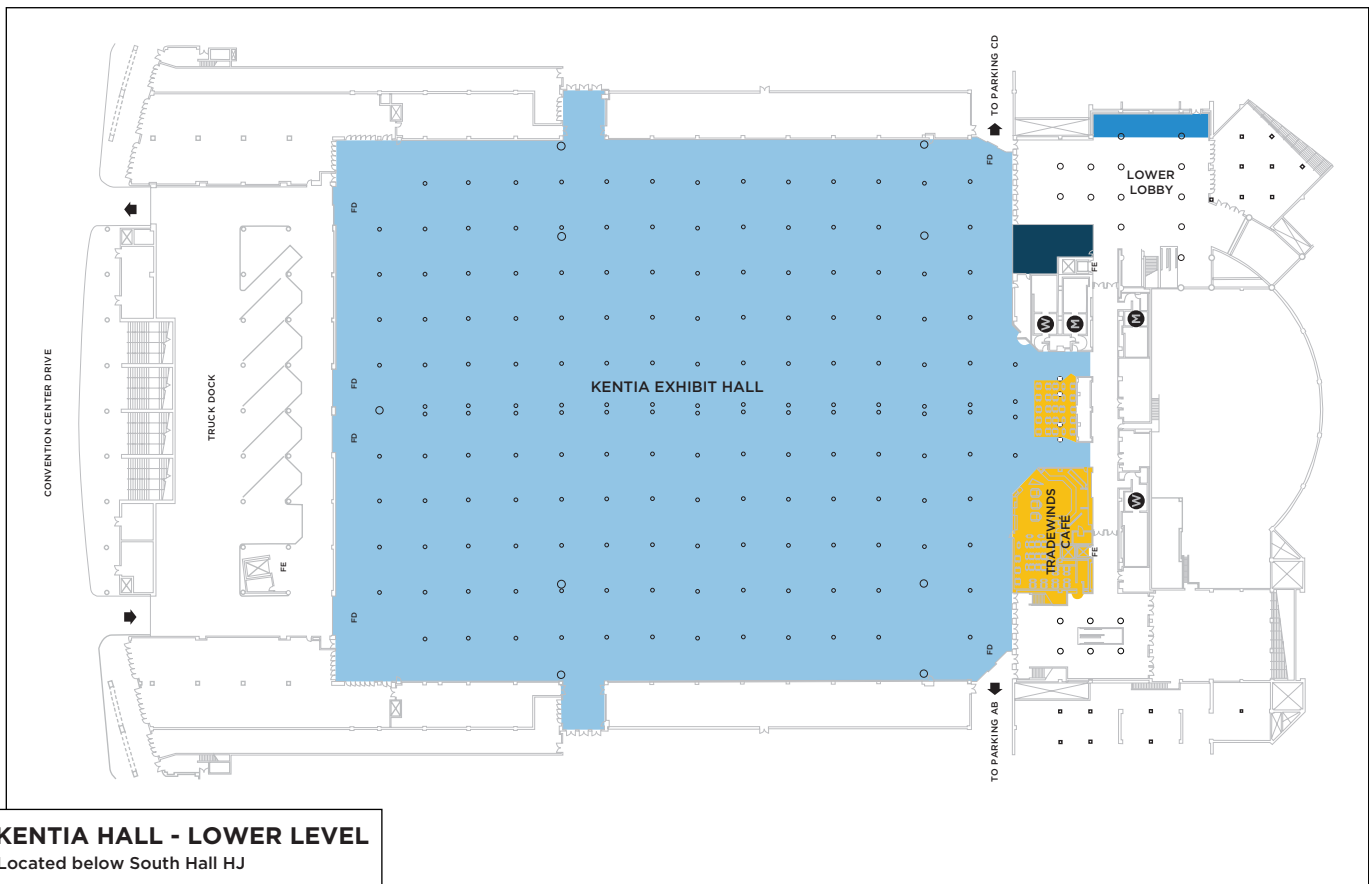 TO PARKING CD
FD
LOWER
LOBBY
FD
FE
W
M
M
CONVENTION CENTER DRIVE
TRUCK DOCK
FD
KENTIA EXHIBIT HALL
FD
TRADEWINDS
CAFÉ
W
FE
FE
FD
FD
TO PARKING AB
KENTIA HALL - LOWER LEVEL
Located below South Hall HJ